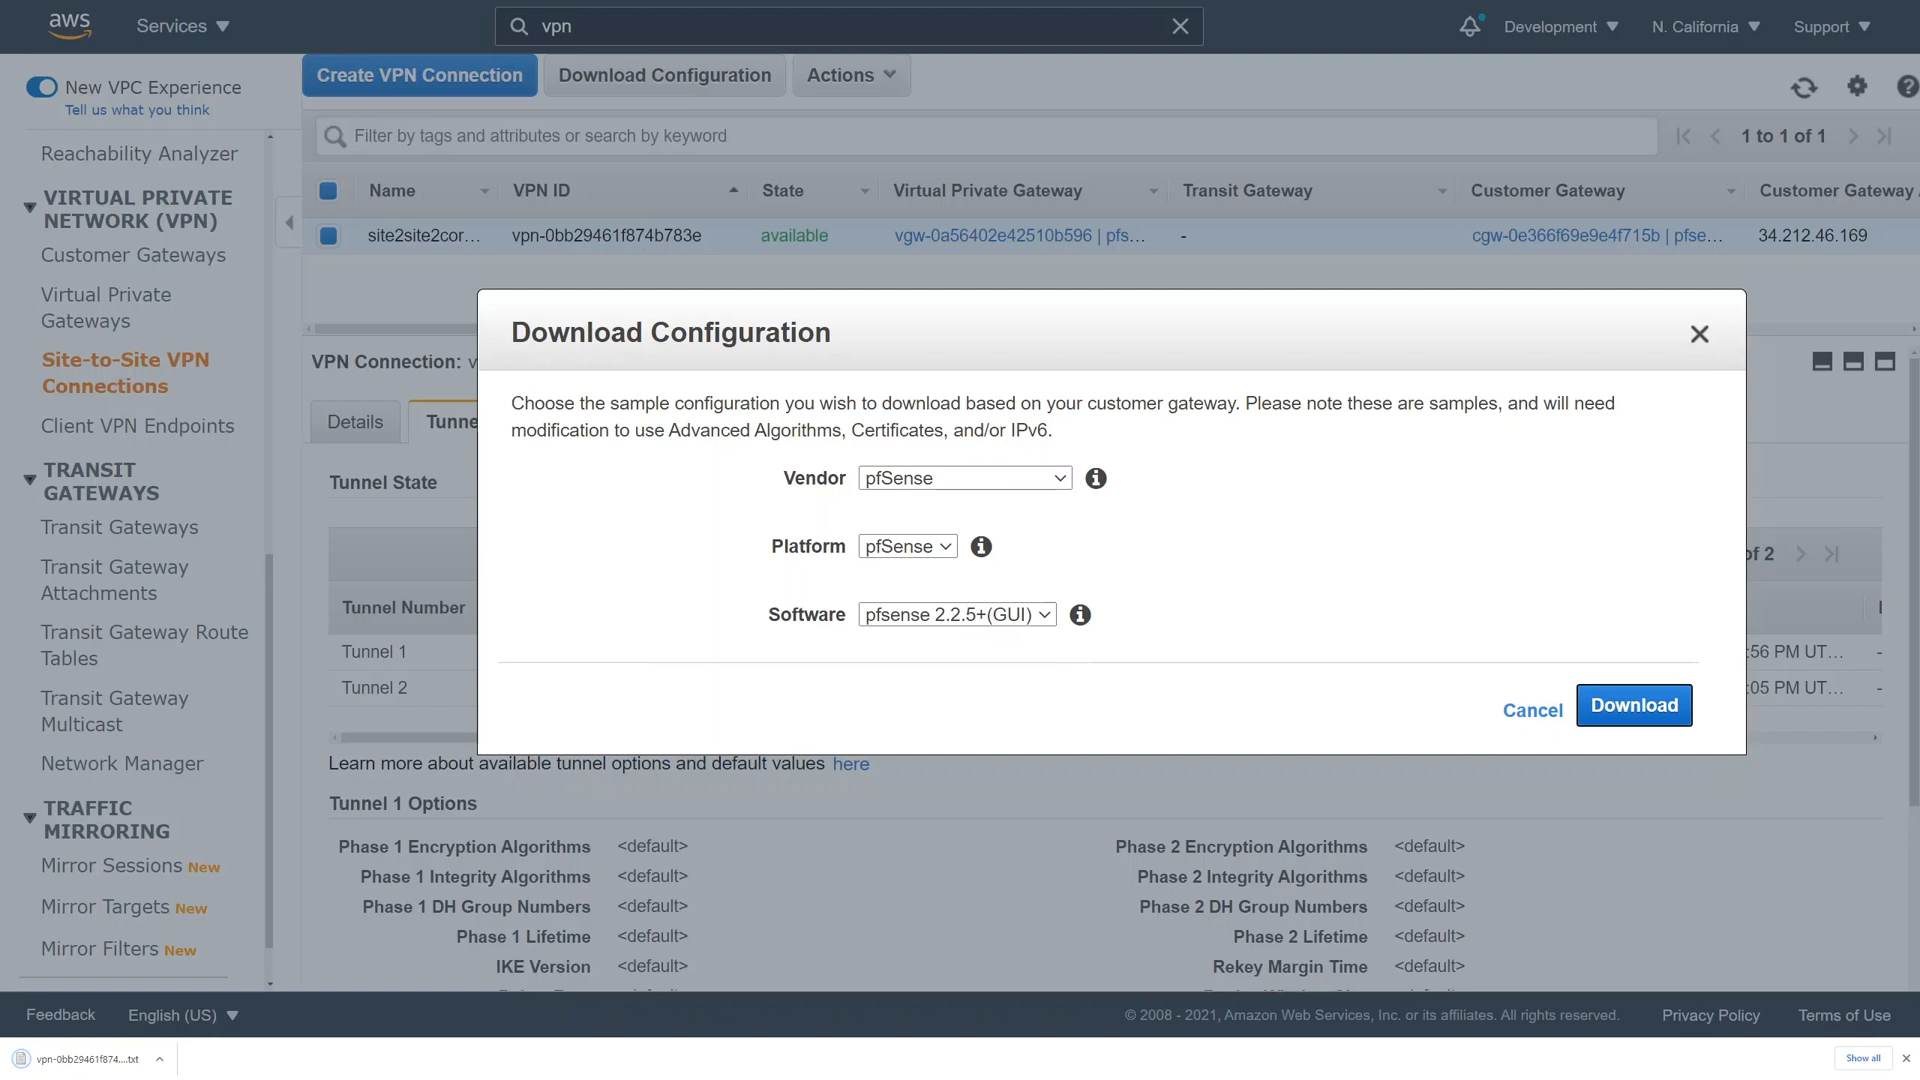 aws
Services
vpn
Development
N. California
Support
New VPC Experience
Tell us what you think
Create VPN Connection
Download Configuration
Actions
Filter by tags and attributes or search by keyword
1 to 1 of 1
Name
VPN ID
State
Virtual Private Gateway
Transit Gateway
Customer Gateway
Customer Gateway
site2site2cor...
vpn-0bb29461f874b783e
available
vgw-0a56402e42510b596 | pfs...
-
cgw-0e366f69e9e4f715b | pfse...
34.212.46.169
Reachability Analyzer
VIRTUAL PRIVATE
NETWORK (VPN)
Customer Gateways
Virtual Private
Gateways
Site-to-Site VPN
Connections
Client VPN Endpoints
TRANSIT
GATEWAYS
Transit Gateways
Transit Gateway
Attachments
Transit Gateway Route
Tables
Transit Gateway
Multicast
Network Manager
TRAFFIC
MIRRORING
Mirror Sessions New
Mirror Targets New
Mirror Filters New
VPN Connection: v
Details
Tunne
Tunnel State
of 2
Tunnel Number
Tunnel 1
:56 PM UT...
-
Tunnel 2
:05 PM UT...
-
Download Configuration
Choose the sample configuration you wish to download based on your customer gateway. Please note these are samples, and will need
modification to use Advanced Algorithms, Certificates, and/or IPv6.
Vendor
pfSense
Platform
pfSense
Software
pfsense 2.2.5+(GUI)
Cancel
Download
Learn more about available tunnel options and default values here
Tunnel 1 Options
Phase 1 Encryption Algorithms <default>
Phase 2 Encryption Algorithms <default>
Phase 1 Integrity Algorithms <default>
Phase 2 Integrity Algorithms <default>
Phase 1 DH Group Numbers <default>
Phase 2 DH Group Numbers <default>
Phase 1 Lifetime <default>
Phase 2 Lifetime <default>
IKE Version <default>
Rekey Margin Time <default>
Feedback
English (US)
© 2008 - 2021, Amazon Web Services, Inc. or its affiliates. All rights reserved.
Privacy Policy
Terms of Use
vpn-0bb29461f874....txt
Show all